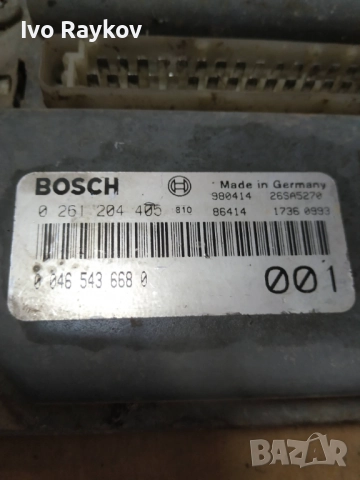 Ivo Raykov
BOSCH
Made in Germany
980414 26SA5270
0 261 204 405 810 86414 1736 0993
0 046 543 668 0
001
BAZAR